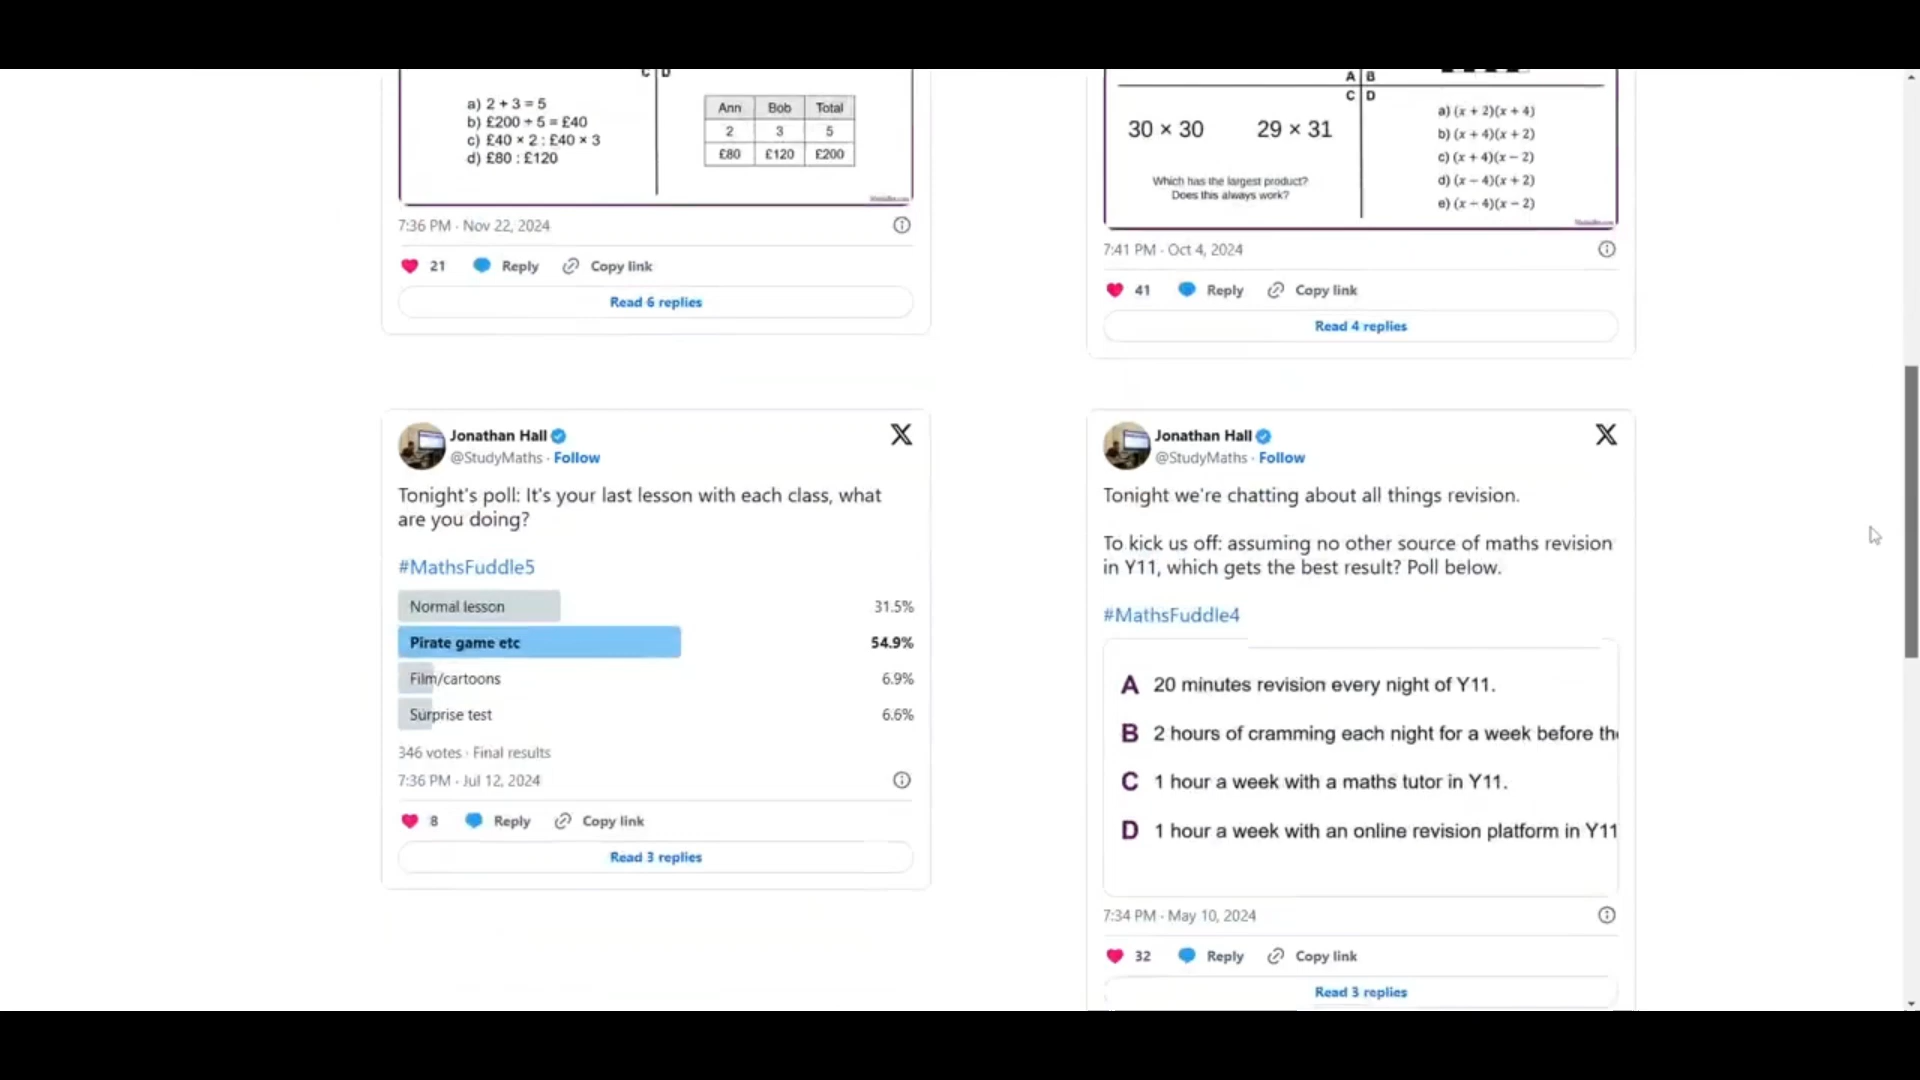 C D
a) 2 + 3 = 5
b) £200 ÷ 5 = £40
c) £40 × 2 : £40 × 3
d) £80 : £120
Ann Bob Total
2 3 5
£80 £120 £200
7:36 PM · Nov 22, 2024
21 Reply Copy link
Read 6 replies
A B
C D
30 × 30 29 × 31
Which has the largest product?
Does this always work?
a) (x + 2)(x + 4)
b) (x + 4)(x + 2)
c) (x + 4)(x − 2)
d) (x − 4)(x + 2)
e) (x − 4)(x − 2)
7:41 PM · Oct 4, 2024
41 Reply Copy link
Read 4 replies
Jonathan Hall
@StudyMaths · Follow
Tonight's poll: It's your last lesson with each class, what
are you doing?
#MathsFuddle5
Normal lesson 31.5%
Pirate game etc 54.9%
Film/cartoons 6.9%
Surprise test 6.6%
346 votes · Final results
7:36 PM · Jul 12, 2024
8 Reply Copy link
Read 3 replies
Jonathan Hall
@StudyMaths · Follow
Tonight we're chatting about all things revision.
To kick us off: assuming no other source of maths revision
in Y11, which gets the best result? Poll below.
#MathsFuddle4
A 20 minutes revision every night of Y11.
B 2 hours of cramming each night for a week before
C 1 hour a week with a maths tutor in Y11.
D 1 hour a week with an online revision platform in Y11
7:34 PM · May 10, 2024
32 Reply Copy link
Read 3 replies